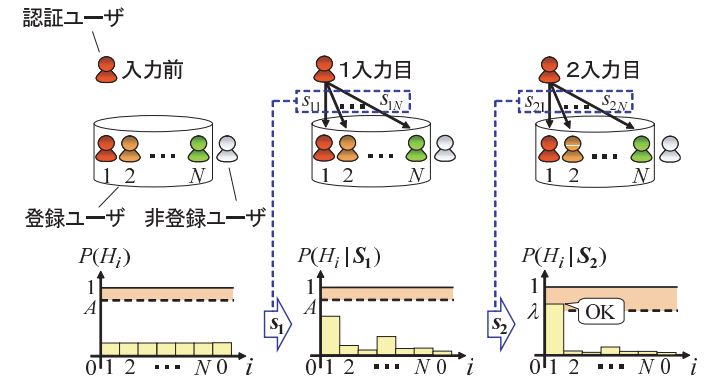 認証ユーザ
入力前
1入力目
2入力目
s11 ... s1N
s21 ... s2N
1 2 ... N
1 2 ... N
1 2 ... N
登録ユーザ 非登録ユーザ
P(Hi)
P(Hi | S1)
P(Hi | S2)
1
A
0 1 2 ... N 0 i
s1
1
A
0 1 2 ... N 0 i
s2
1
λ
OK
0 1 2 ... N 0 i